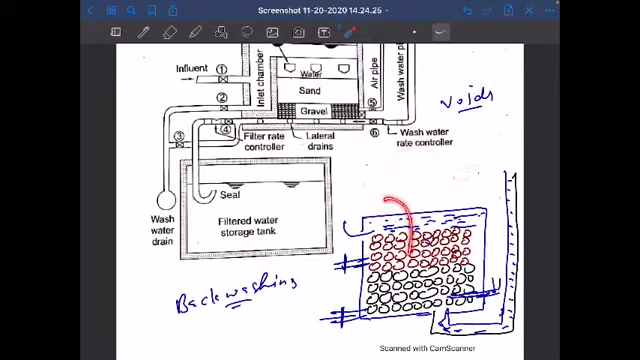 Screenshot 11-20-2020 14.24.25
Influent
1
Inlet chamber
Water
Air pipe
Wash water pi
Sand
2
Gravel
5
voids
3
4
6
Filter rate
controller
Lateral
drains
Wash water
rate controller
Seal
Wash
water
drain
Filtered water
storage tank
Backwashing
Scanned with CamScanner